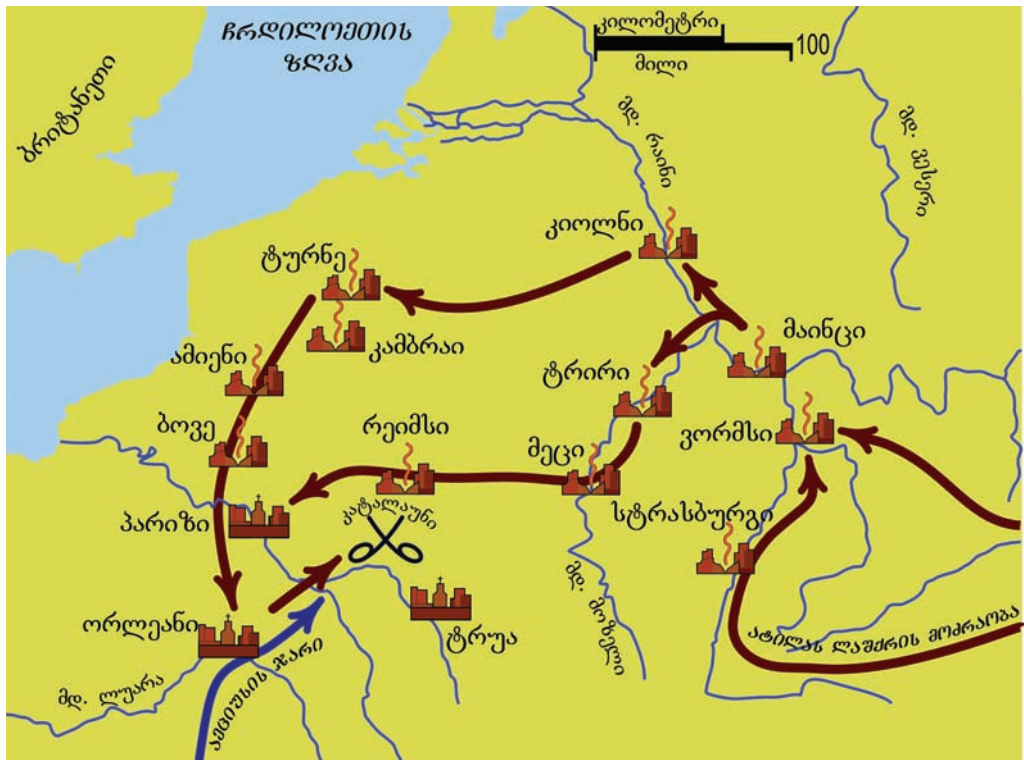 ჩრდილოეთის
ზღვა
კილომეტრი
100
მილი
ბრიტანეთი
მდ. რაინი
მდ. ვესერი
კიოლნი
ტურნე
კამბრაი
მაინცი
ამიენი
ტრირი
ბოვე
რეიმსი
მეცი
ვორმსი
პარიზი
კატალაუნი
სტრასბურგი
ორლეანი
ტრუა
მდ. მოზელი
ატილას ლაშქრის მოძრაობა
მდ. ლუარა
აეციუსის ჯარი